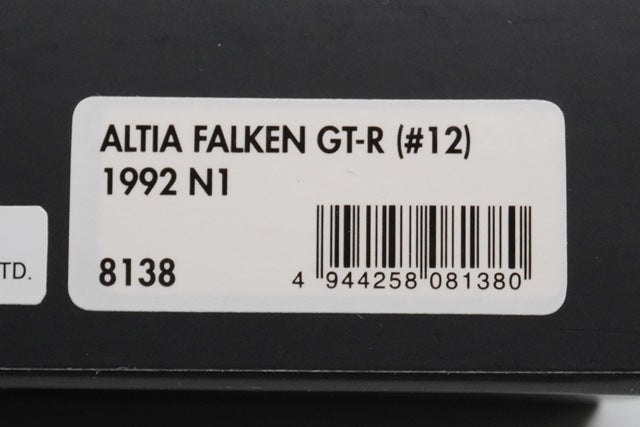 ALTIA FALKEN GT-R (#12)
1992 N1
8138
4 944258 081380
TD.